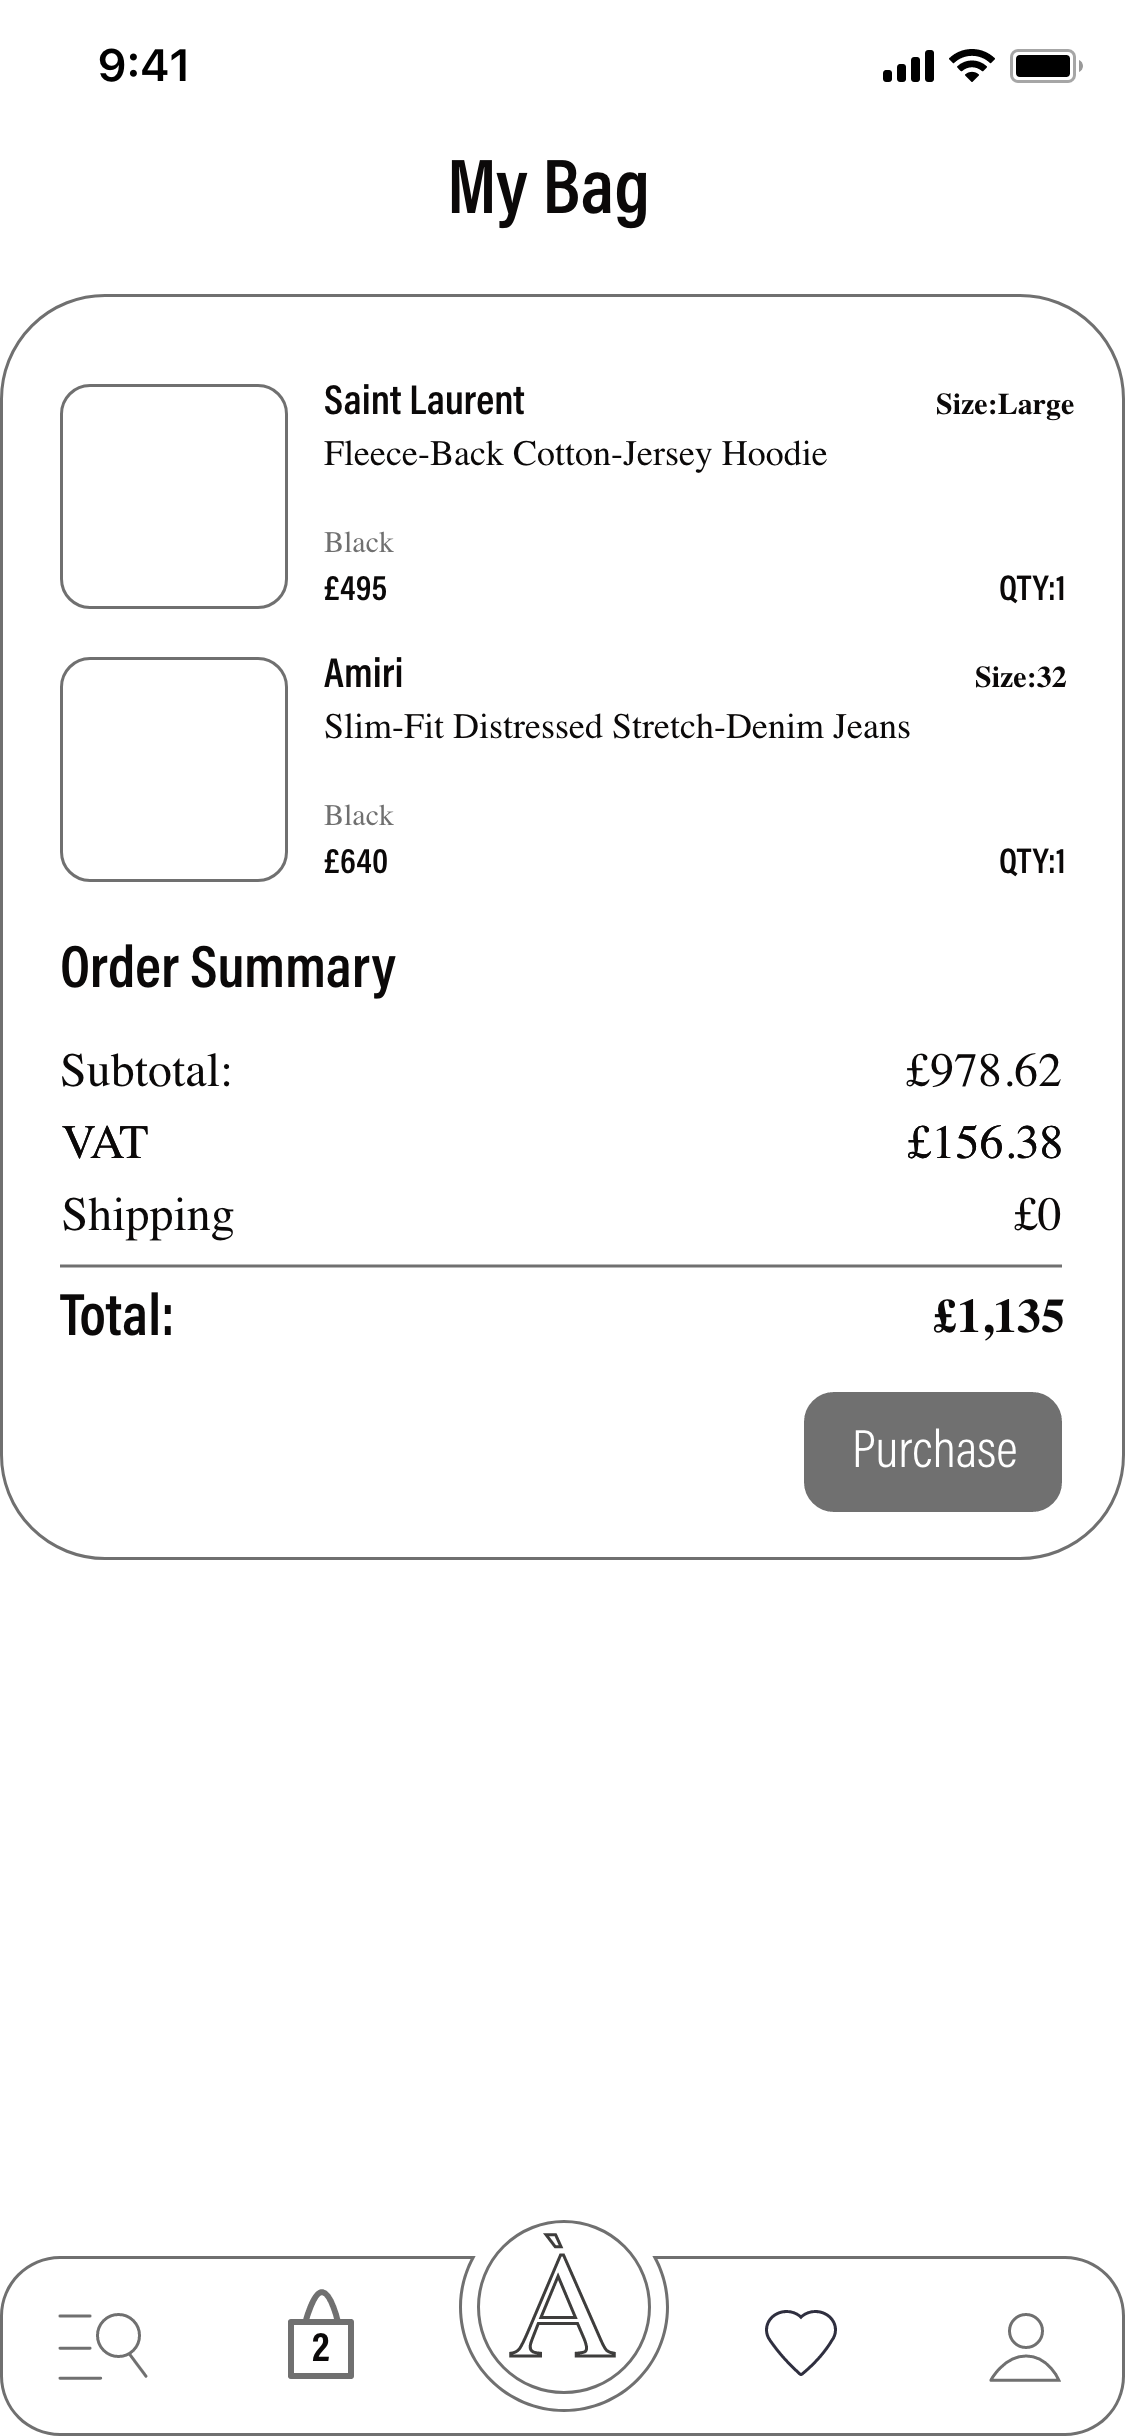 9:41
My Bag
Saint Laurent Size:Large
Fleece-Back Cotton-Jersey Hoodie
Black
£495 QTY:1
Amiri Size:32
Slim-Fit Distressed Stretch-Denim Jeans
Black
£640 QTY:1
Order Summary
Subtotal: £978.62
VAT £156.38
Shipping £0
Total: £1,135
Purchase
2 À